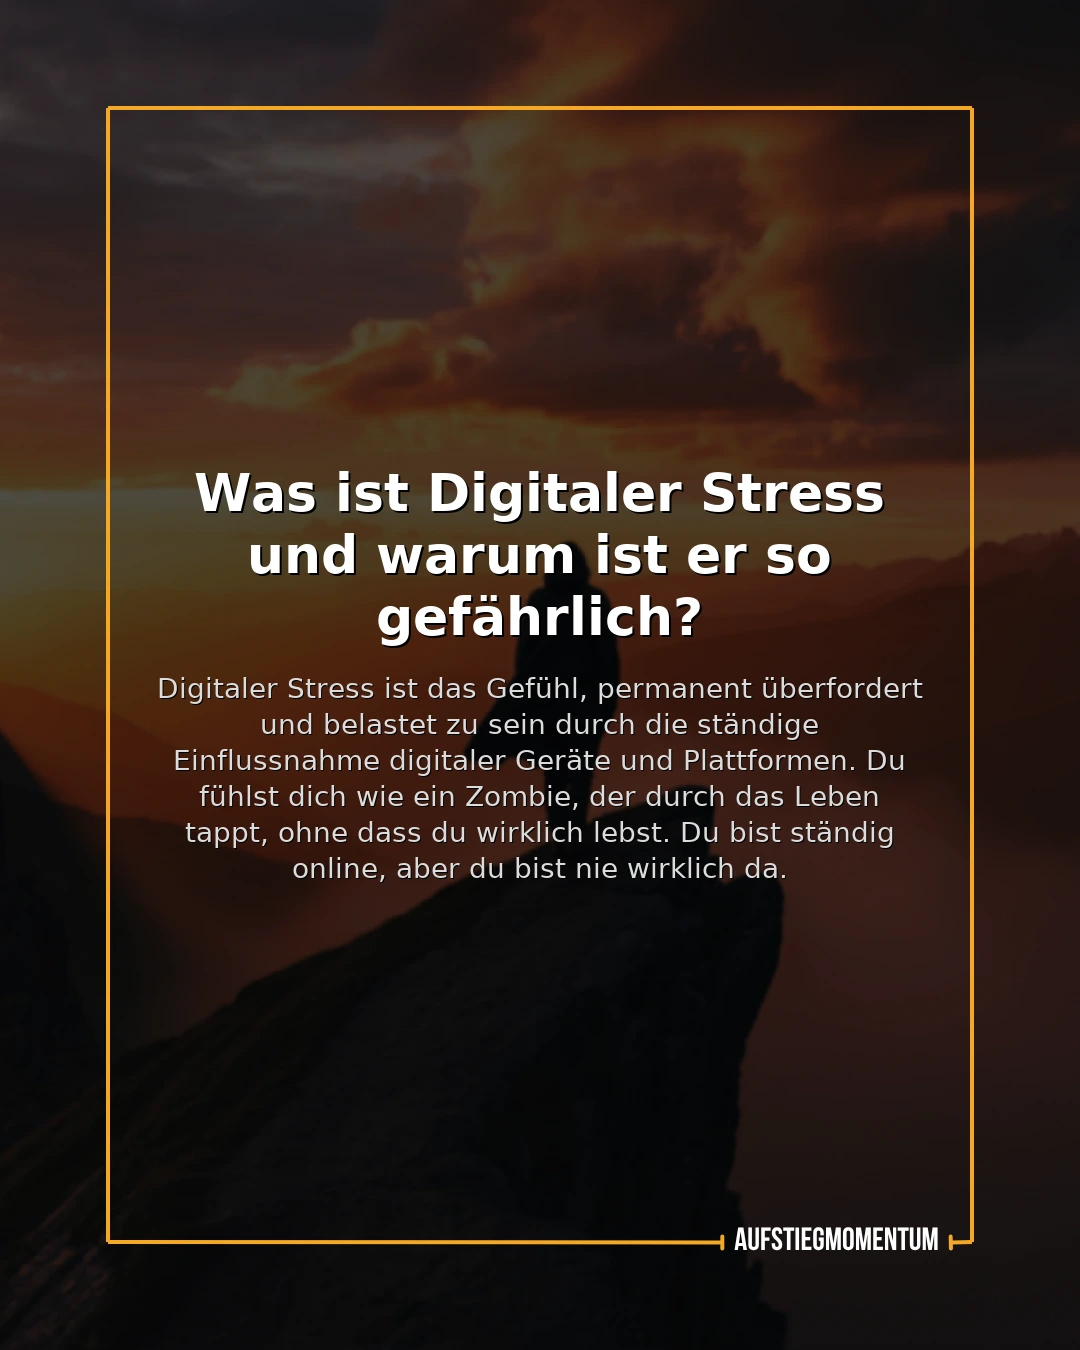 Was ist Digitaler Stress
und warum ist er so
gefährlich?
Digitaler Stress ist das Gefühl, permanent überfordert
und belastet zu sein durch die ständige
Einflussnahme digitaler Geräte und Plattformen. Du
fühlst dich wie ein Zombie, der durch das Leben
tappt, ohne dass du wirklich lebst. Du bist ständig
online, aber du bist nie wirklich da.
AUFSTIEGMOMENTUM